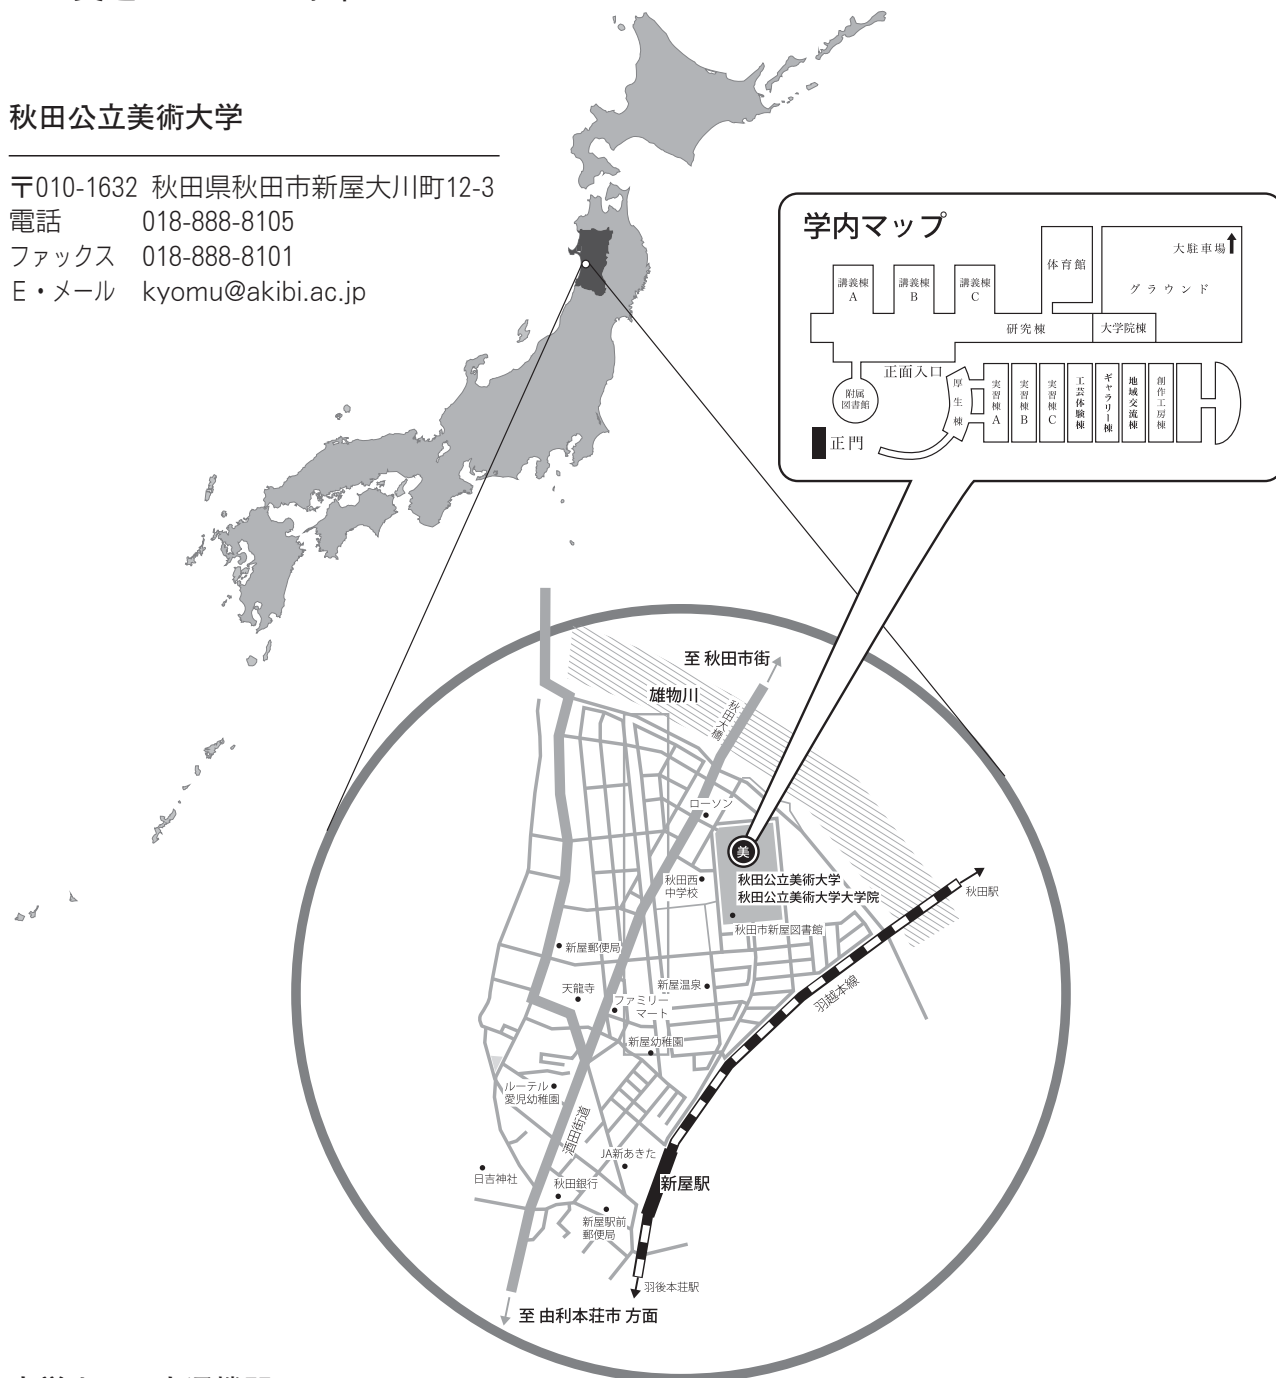 秋田公立美術大学
〒010-1632 秋田県秋田市新屋大川町12-3
電話 018-888-8105
ファックス 018-888-8101
E・メール kyomu@akibi.ac.jp
学内マップ
大駐車場
体育館
グラウンド
講義棟
A
講義棟
B
講義棟
C
研究棟
大学院棟
正面入口
附属
図書館
厚生棟
実習棟A
実習棟B
実習棟C
工芸体験棟
ギャラリー棟
地域交流棟
創作工房棟
正門
至 秋田市街
雄物川
秋田大橋
ローソン
美
秋田公立美術大学
秋田公立美術大学大学院
秋田西
中学校
秋田駅
秋田市新屋図書館
新屋郵便局
天龍寺
新屋温泉
羽越本線
ファミリー
マート
新屋幼稚園
ルーテル
愛児幼稚園
酒田街道
JA新あきた
日吉神社
秋田銀行
新屋駅
新屋駅前
郵便局
羽後本荘駅
至 由利本荘市 方面